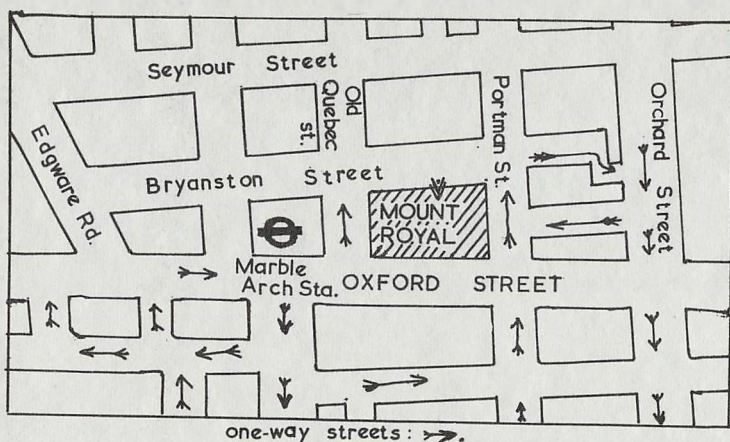 Seymour Street
Edgware Rd.
Old
Quebec
st.
Portman St.
Orchard Street
Bryanston Street
MOUNT
ROYAL
Marble
Arch Sta.
OXFORD STREET
one-way streets: